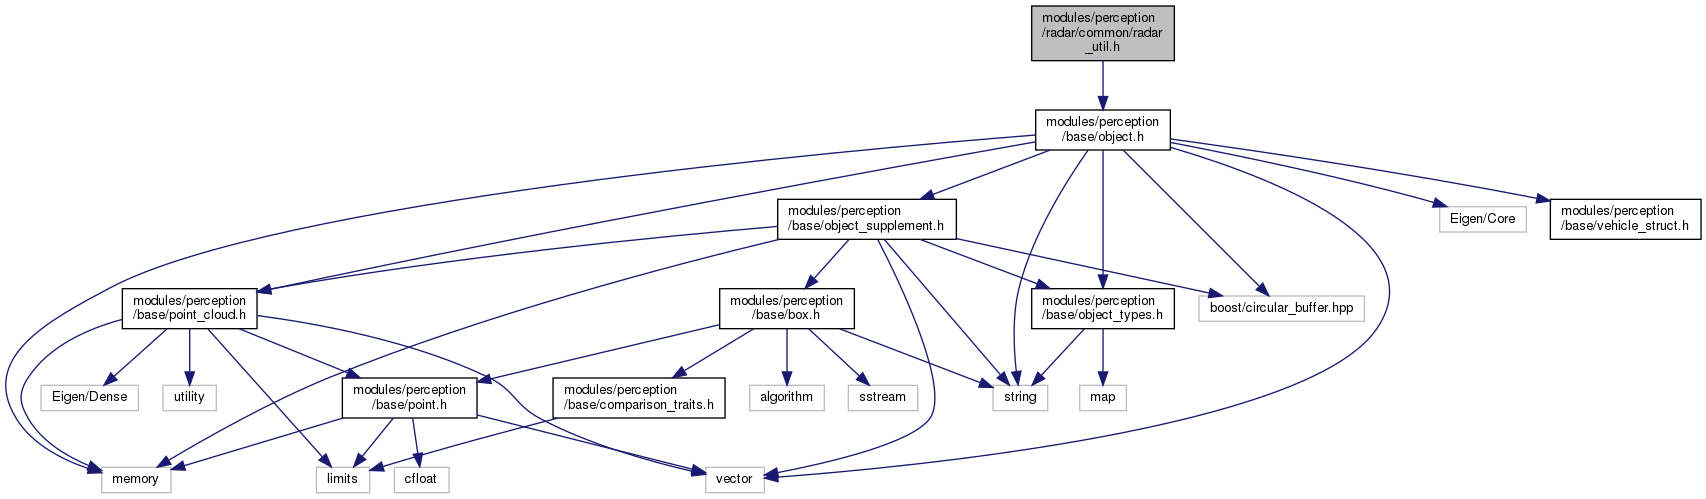 modules/perception
/radar/common/radar
_util.h
modules/perception
/base/object.h
modules/perception
/base/object_supplement.h
Eigen/Core
modules/perception
/base/vehicle_struct.h
modules/perception
/base/point_cloud.h
modules/perception
/base/box.h
modules/perception
/base/object_types.h
boost/circular_buffer.hpp
Eigen/Dense
utility
modules/perception
/base/point.h
modules/perception
/base/comparison_traits.h
algorithm
sstream
string
map
memory
limits
cfloat
vector